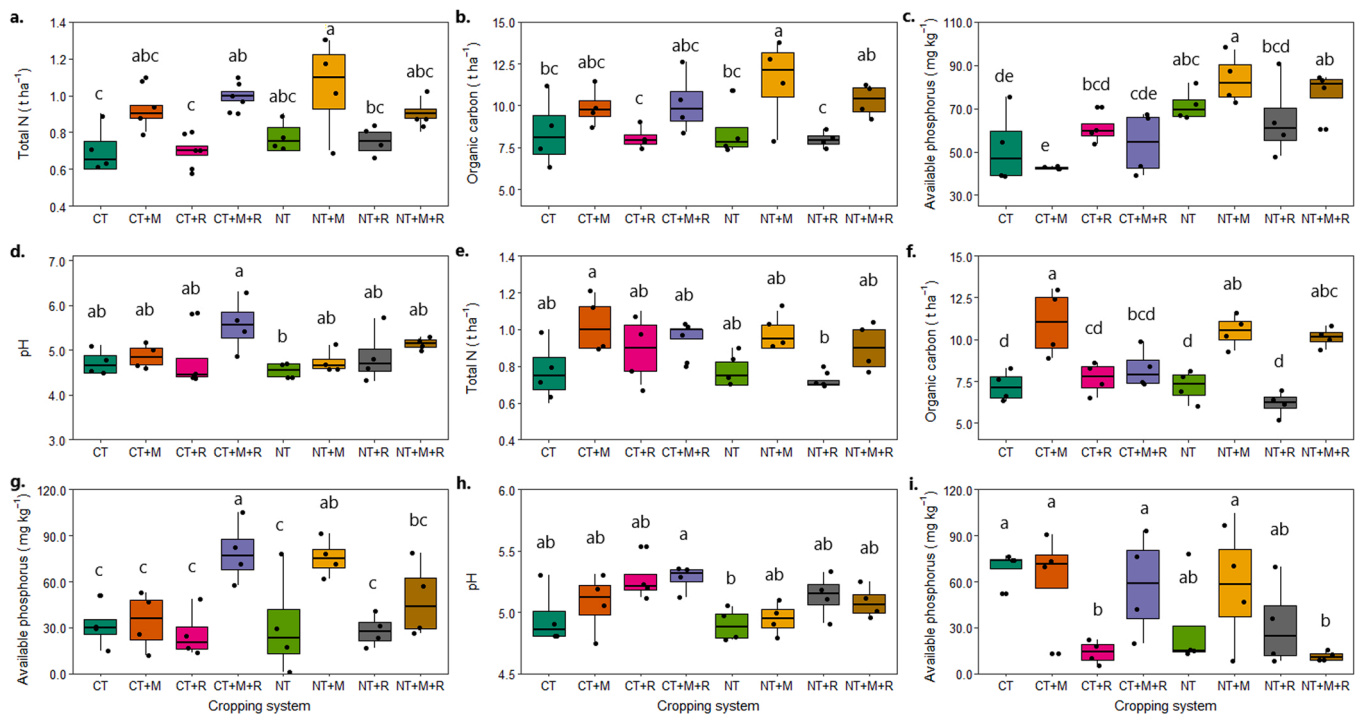 a.
Total N ( t ha⁻¹)
1.4
1.2
1.0
0.8
0.6
0.4
c abc c ab abc a bc abc
CT CT+M CT+R CT+M+R NT NT+M NT+R NT+M+R
b.
Organic carbon ( t ha⁻¹)
15.0
12.5
10.0
7.5
5.0
bc abc c abc bc a c ab
CT CT+M CT+R CT+M+R NT NT+M NT+R NT+M+R
c.
Available phosphorus ( mg kg⁻¹)
110.0
90.0
70.0
50.0
30.0
de e bcd cde abc a bcd ab
CT CT+M CT+R CT+M+R NT NT+M NT+R NT+M+R
d.
pH
7.0
6.0
5.0
4.0
3.0
ab ab ab a b ab ab ab
CT CT+M CT+R CT+M+R NT NT+M NT+R NT+M+R
e.
Total N ( t ha⁻¹)
1.4
1.2
1.0
0.8
0.6
0.4
ab a ab ab ab ab b ab
CT CT+M CT+R CT+M+R NT NT+M NT+R NT+M+R
f.
Organic carbon ( t ha⁻¹)
15.0
12.5
10.0
7.5
5.0
d a cd bcd d ab d abc
CT CT+M CT+R CT+M+R NT NT+M NT+R NT+M+R
g.
Available phosphorus ( mg kg⁻¹)
120.0
90.0
60.0
30.0
0.0
c c c a c ab c bc
CT CT+M CT+R CT+M+R NT NT+M NT+R NT+M+R
Cropping system
h.
pH
6.0
5.5
5.0
4.5
ab ab ab a b ab ab ab
CT CT+M CT+R CT+M+R NT NT+M NT+R NT+M+R
Cropping system
i.
Available phosphorus ( mg kg⁻¹)
120.0
90.0
60.0
30.0
0.0
a a b a ab a ab b
CT CT+M CT+R CT+M+R NT NT+M NT+R NT+M+R
Cropping system